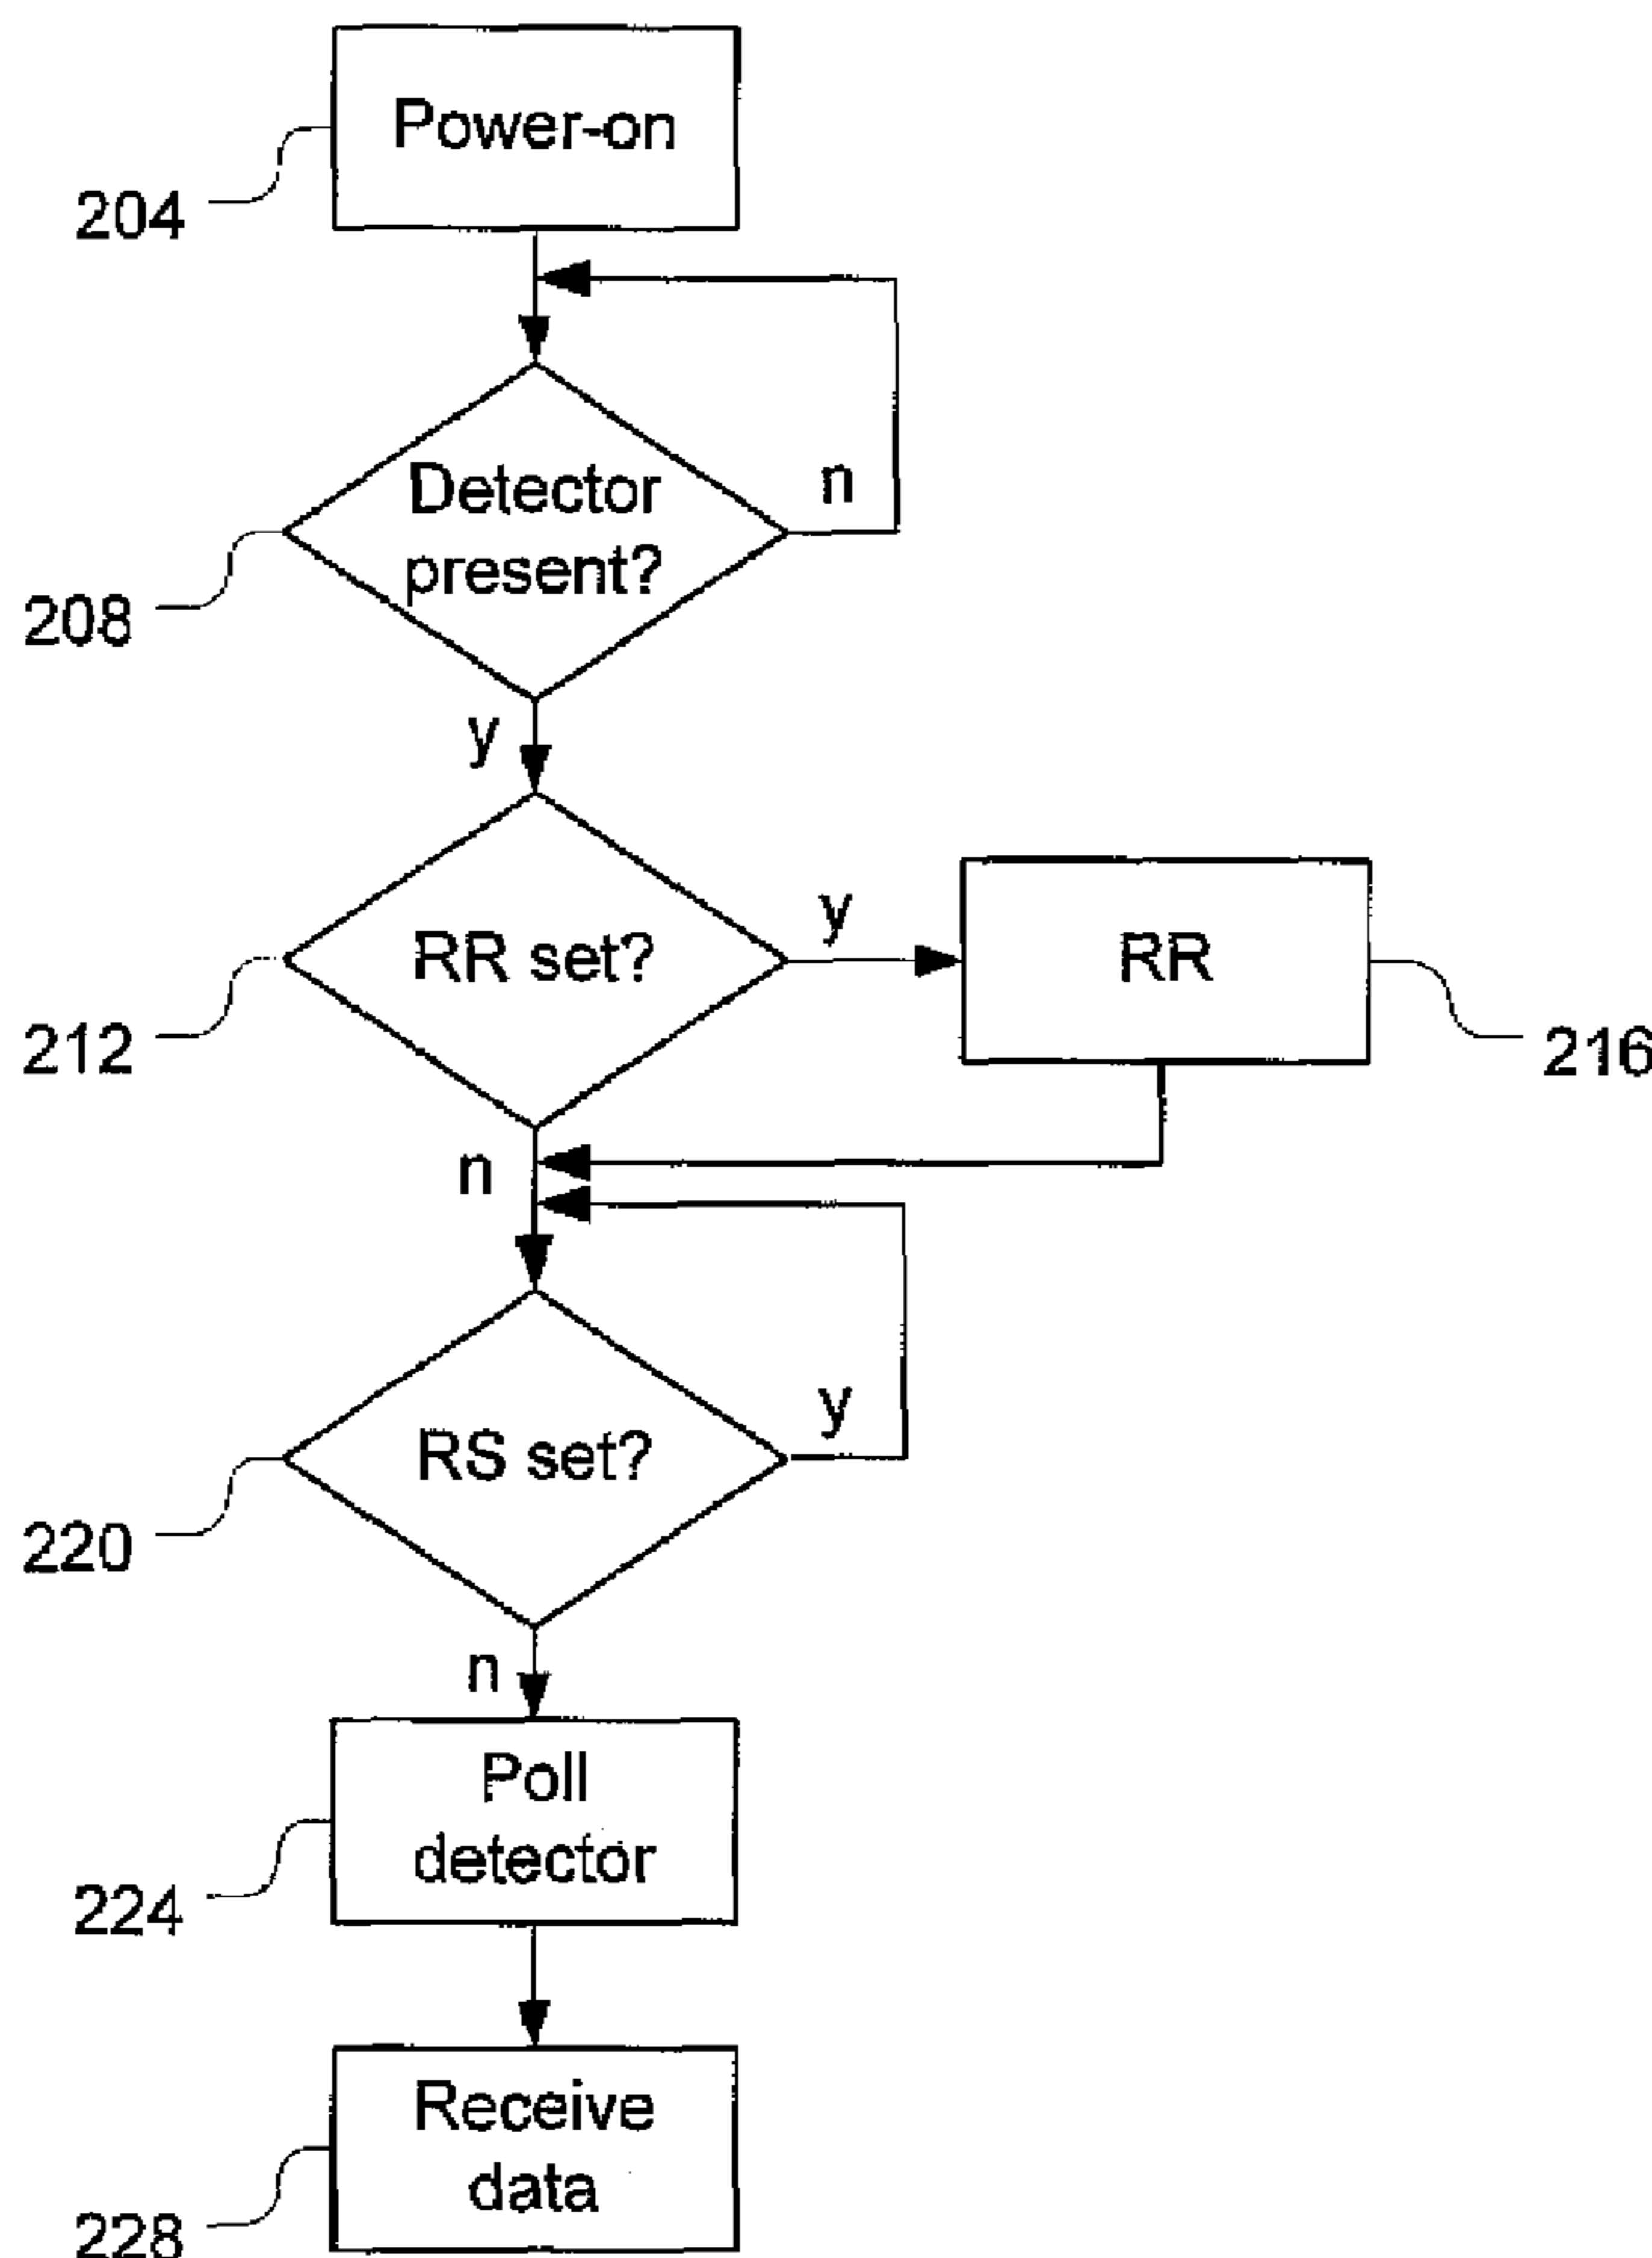 Power-on
204
Detector
present?
n
208
y
RR set?
y
RR
212
216
n
RS set?
y
220
n
Poll
detector
224
Receive
data
228